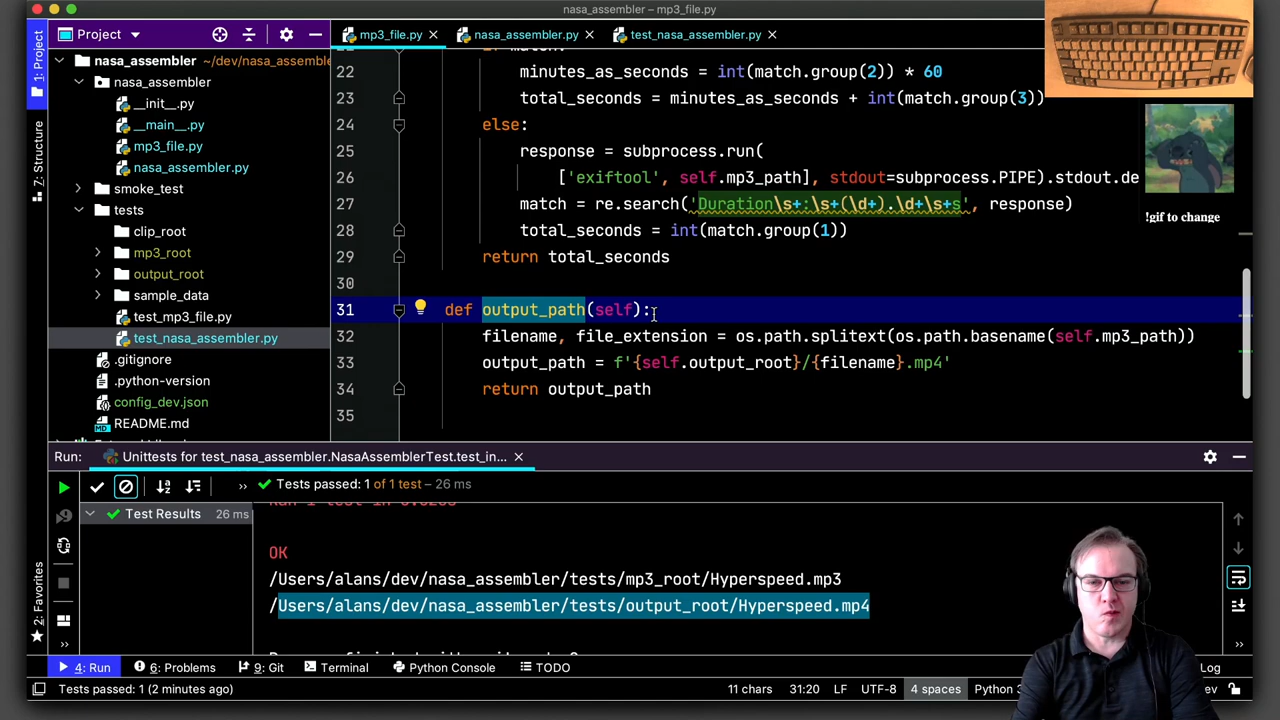 nasa_assembler – mp3_file.py
Project
mp3_file.py
nasa_assembler.py
test_nasa_assembler.py
1: Project
7: Structure
2: Favorites
nasa_assembler ~/dev/nasa_assemble
nasa_assembler
__init__.py
__main__.py
mp3_file.py
nasa_assembler.py
smoke_test
tests
clip_root
mp3_root
output_root
sample_data
test_mp3_file.py
test_nasa_assembler.py
.gitignore
.python-version
config_dev.json
README.md
22 minutes_as_seconds = int(match.group(2)) * 60
23 total_seconds = minutes_as_seconds + int(match.group(3))
24 else:
25 response = subprocess.run(
26 ['exiftool', self.mp3_path], stdout=subprocess.PIPE).stdout.de
27 match = re.search('Duration\s+:\s+(\d+).\d+\s+s', response)
28 total_seconds = int(match.group(1))
29 return total_seconds
30
31 def output_path(self):
32 filename, file_extension = os.path.splitext(os.path.basename(self.mp3_path))
33 output_path = f'{self.output_root}/{filename}.mp4'
34 return output_path
35
!gif to change
Run: Unittests for test_nasa_assembler.NasaAssemblerTest.test_in...
» Tests passed: 1 of 1 test – 26 ms
Test Results 26 ms
OK
/Users/alans/dev/nasa_assembler/tests/mp3_root/Hyperspeed.mp3
/Users/alans/dev/nasa_assembler/tests/output_root/Hyperspeed.mp4
4: Run
6: Problems
9: Git
Terminal
Python Console
TODO
Log
Tests passed: 1 (2 minutes ago)
11 chars 31:20 LF UTF-8 4 spaces Python 3